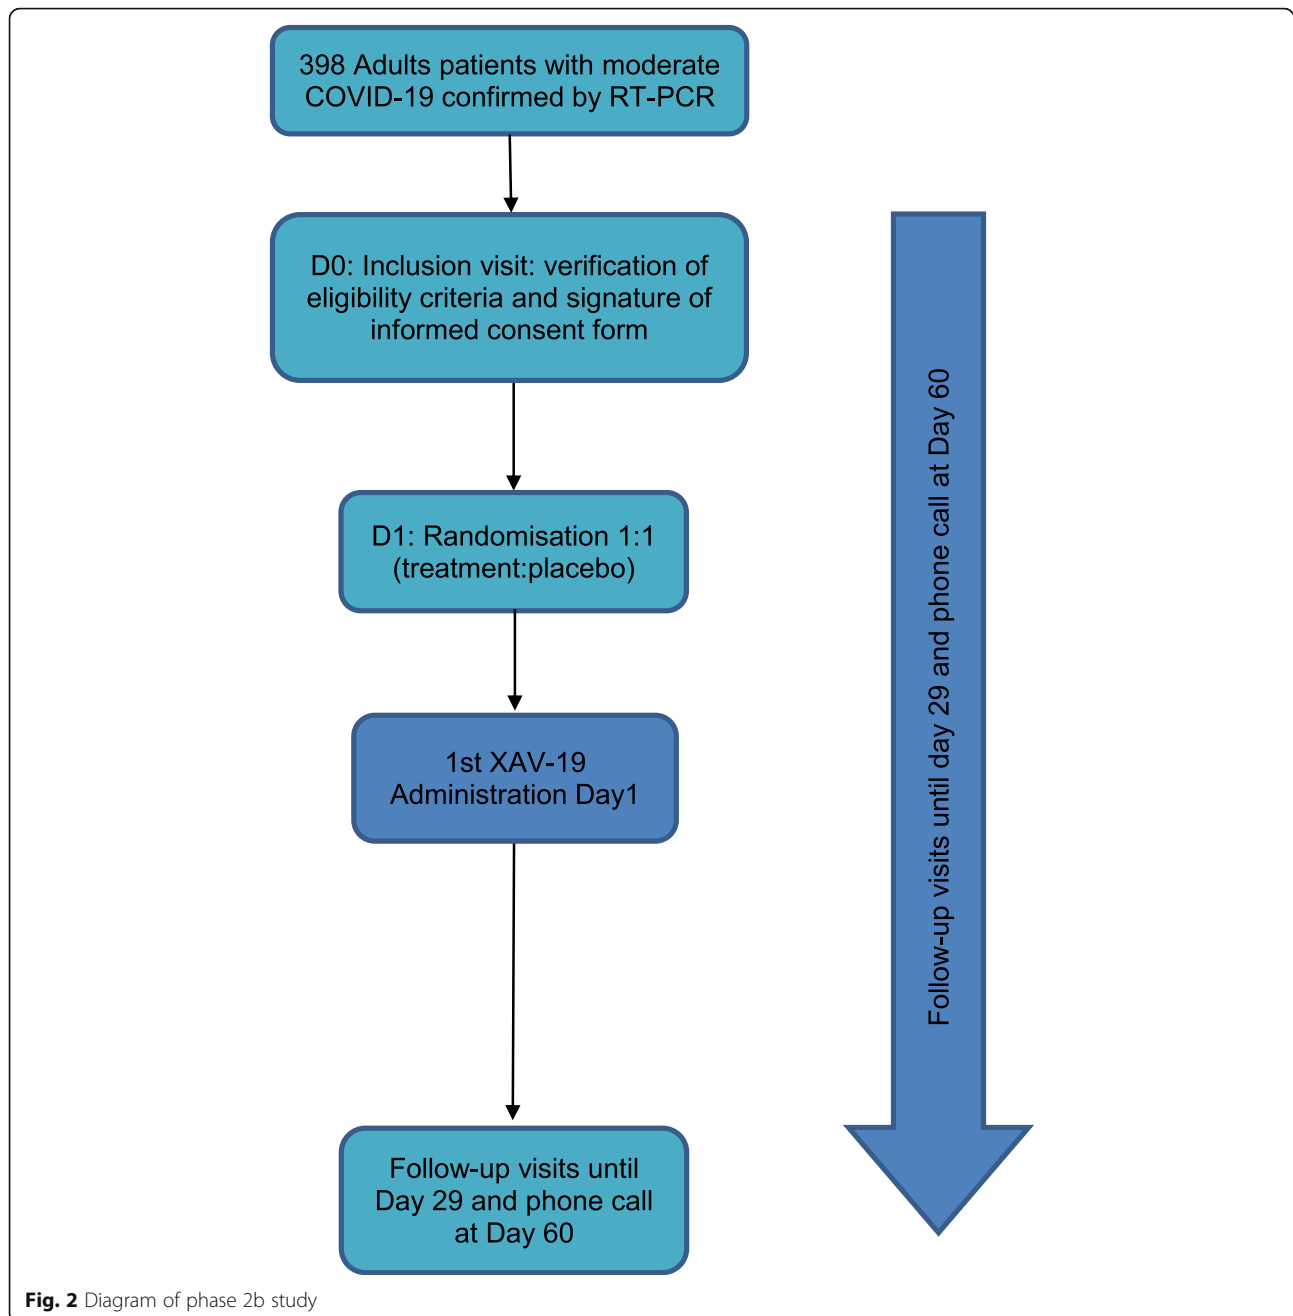 398 Adults patients with moderate
COVID-19 confirmed by RT-PCR
D0: Inclusion visit: verification of
eligibility criteria and signature of
informed consent form
D1: Randomisation 1:1
(treatment:placebo)
1st XAV-19
Administration Day1
Follow-up visits until
Day 29 and phone call
at Day 60
Follow-up visits until day 29 and phone call at Day 60
Fig. 2 Diagram of phase 2b study